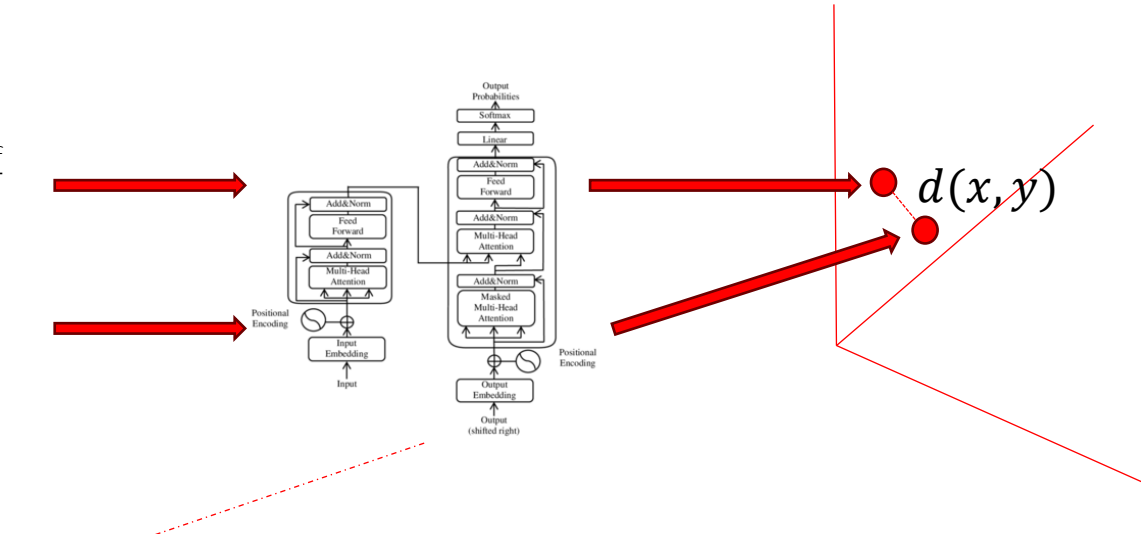 Output
Probabilities
Softmax
Linear
Add&Norm
Feed
Forward
Add&Norm
Multi-Head
Attention
Add&Norm
Masked
Multi-Head
Attention
Positional
Encoding
Output
Embedding
Output
(shifted right)
Add&Norm
Feed
Forward
Add&Norm
Multi-Head
Attention
Positional
Encoding
Input
Embedding
Input
d(x, y)